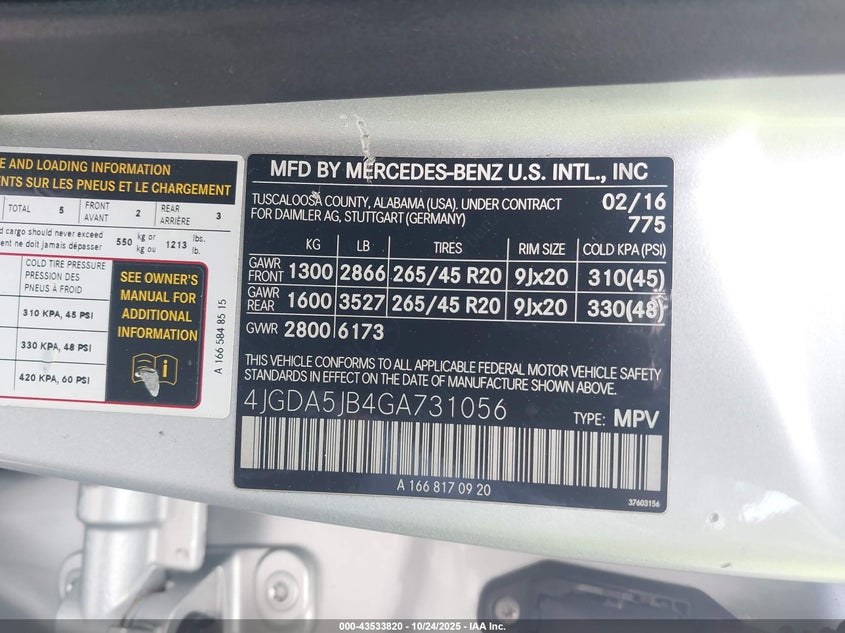 E AND LOADING INFORMATION
ENTS SUR LES PNEUS ET LE CHARGEMENT
TOTAL 5 FRONT AVANT 2 REAR ARRIÈRE 3
d cargo should never exceed 550 kg or 1213 lbs.
ent ne doit jamais dépasser kg ou lb.
COLD TIRE PRESSURE
PRESSION DES
PNEUS À FROID
310 KPA, 45 PSI
330 KPA, 48 PSI
420 KPA, 60 PSI
SEE OWNER'S
MANUAL FOR
ADDITIONAL
INFORMATION
A 166 584 85 15
MFD BY MERCEDES-BENZ U.S. INTL., INC
TUSCALOOSA COUNTY, ALABAMA (USA). UNDER CONTRACT
FOR DAIMLER AG, STUTTGART (GERMANY)
02/16
775
KG LB TIRES RIM SIZE COLD KPA (PSI)
GAWR FRONT 1300 2866 265/45 R20 9Jx20 310(45)
GAWR REAR 1600 3527 265/45 R20 9Jx20 330(48)
GVWR 2800 6173
THIS VEHICLE CONFORMS TO ALL APPLICABLE FEDERAL MOTOR VEHICLE SAFETY
STANDARDS IN EFFECT ON THE DATE OF MANUFACTURE SHOWN ABOVE.
4JGDA5JB4GA731056
TYPE: MPV
A 166 817 09 20
37603156
000-43533820 - 10/24/2025 - IAA Inc.